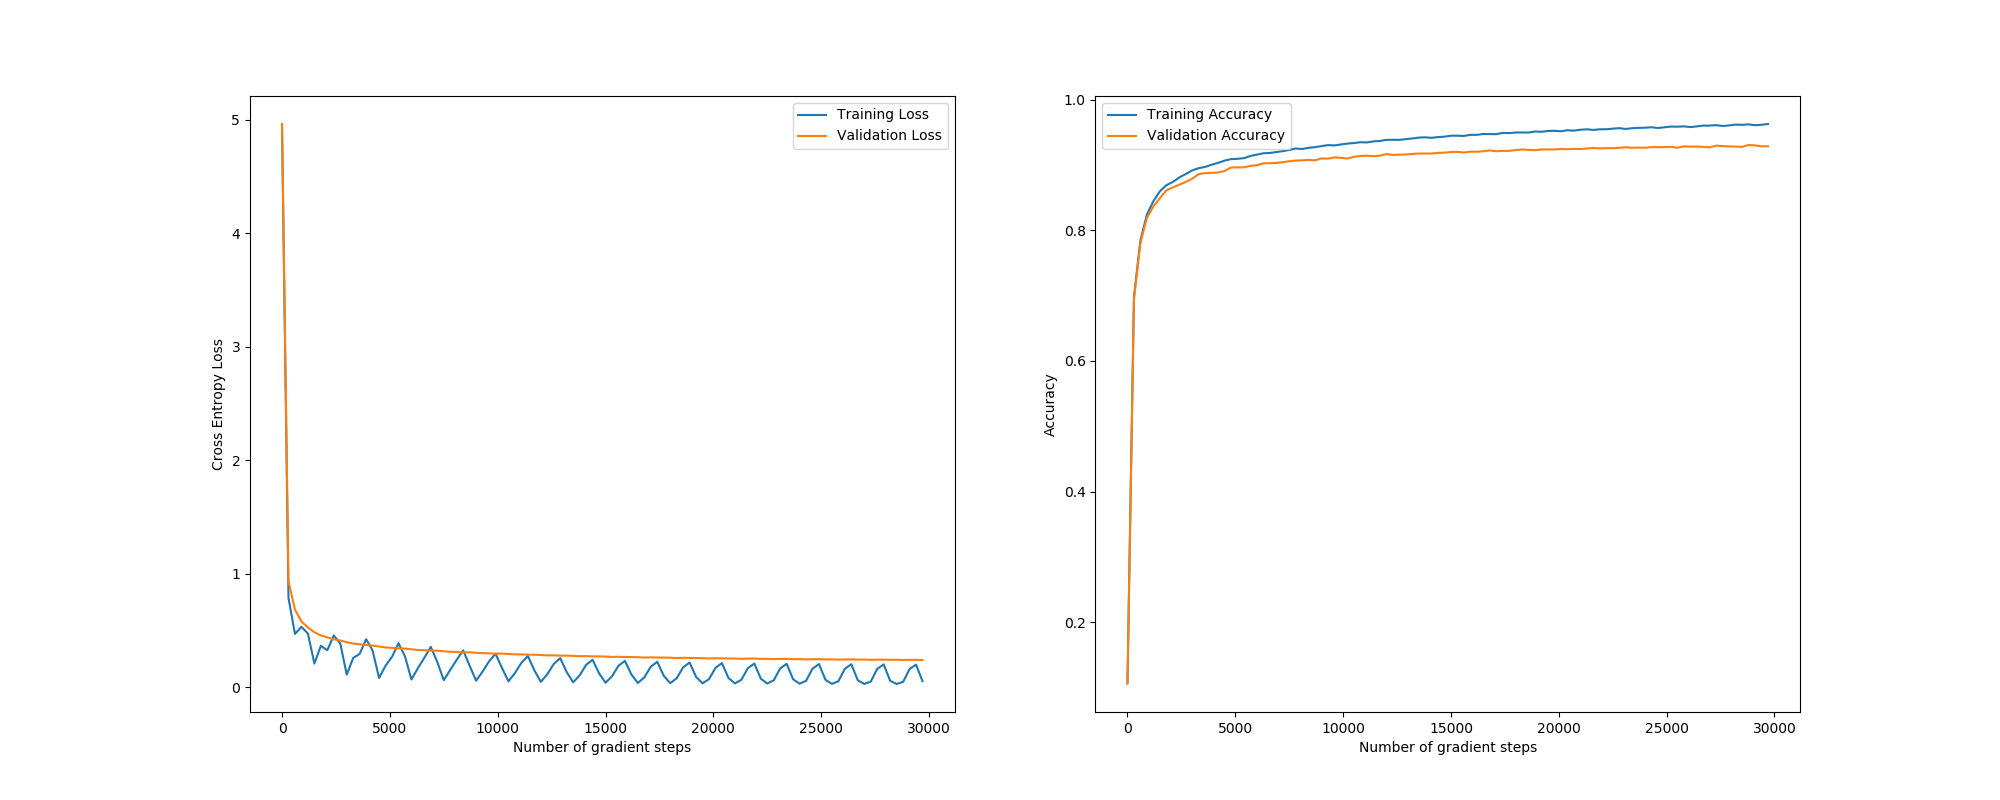 Training Loss
Validation Loss
5
4
3
2
1
0
Cross Entropy Loss
0 5000 10000 15000 20000 25000 30000
Number of gradient steps
Training Accuracy
Validation Accuracy
1.0
0.8
0.6
0.4
0.2
Accuracy
0 5000 10000 15000 20000 25000 30000
Number of gradient steps